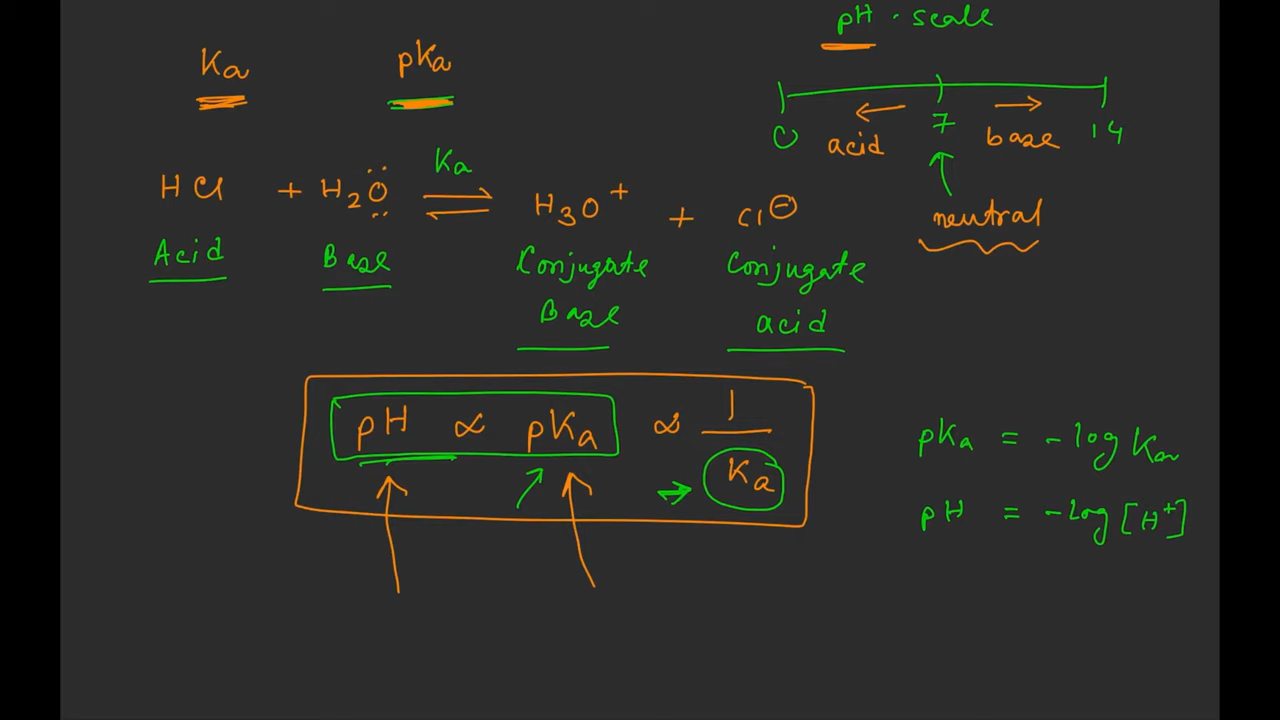 pH · scale
Ka pKa
0 7 14
acid base
neutral
Ka
HCl + H2Ö ⇌ H3O+ + Cl⊖
Acid Base Conjugate Base Conjugate acid
pH ∝ pKa ∝ 1/Ka
pKa = -log Ka
pH = -log [H+]